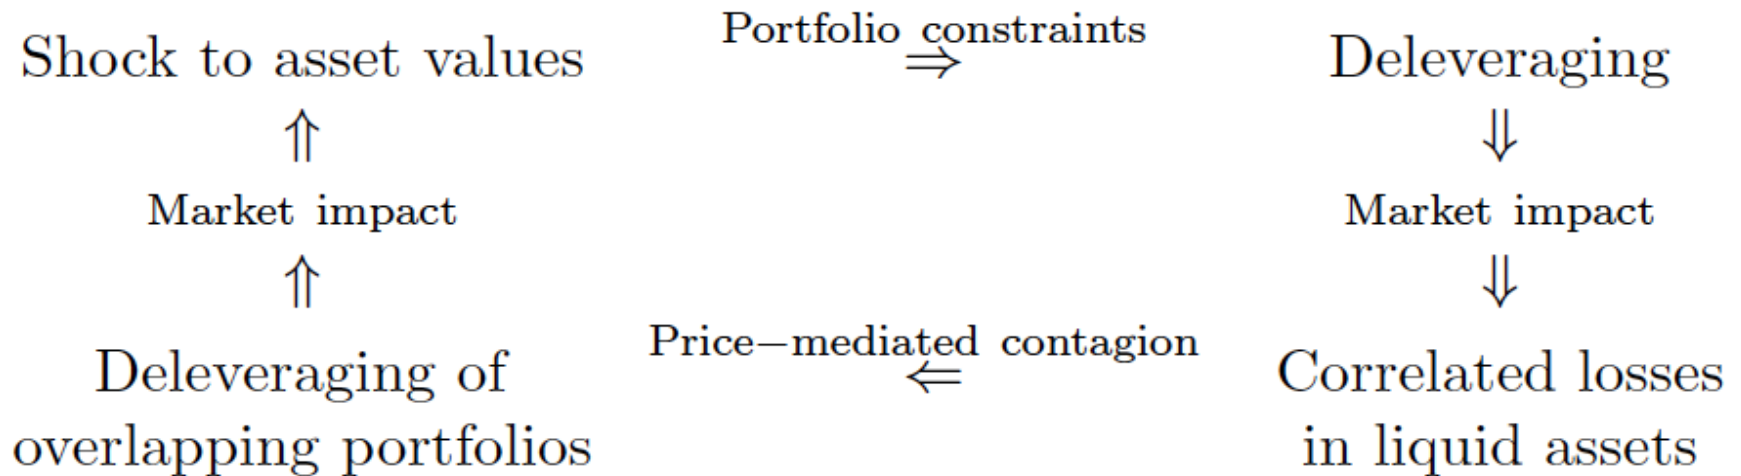 Portfolio constraints
Shock to asset values ⇒ Deleveraging
⇑ ⇓
Market impact Market impact
⇑ ⇓
Price−mediated contagion
Deleveraging of ⇐ Correlated losses
overlapping portfolios in liquid assets